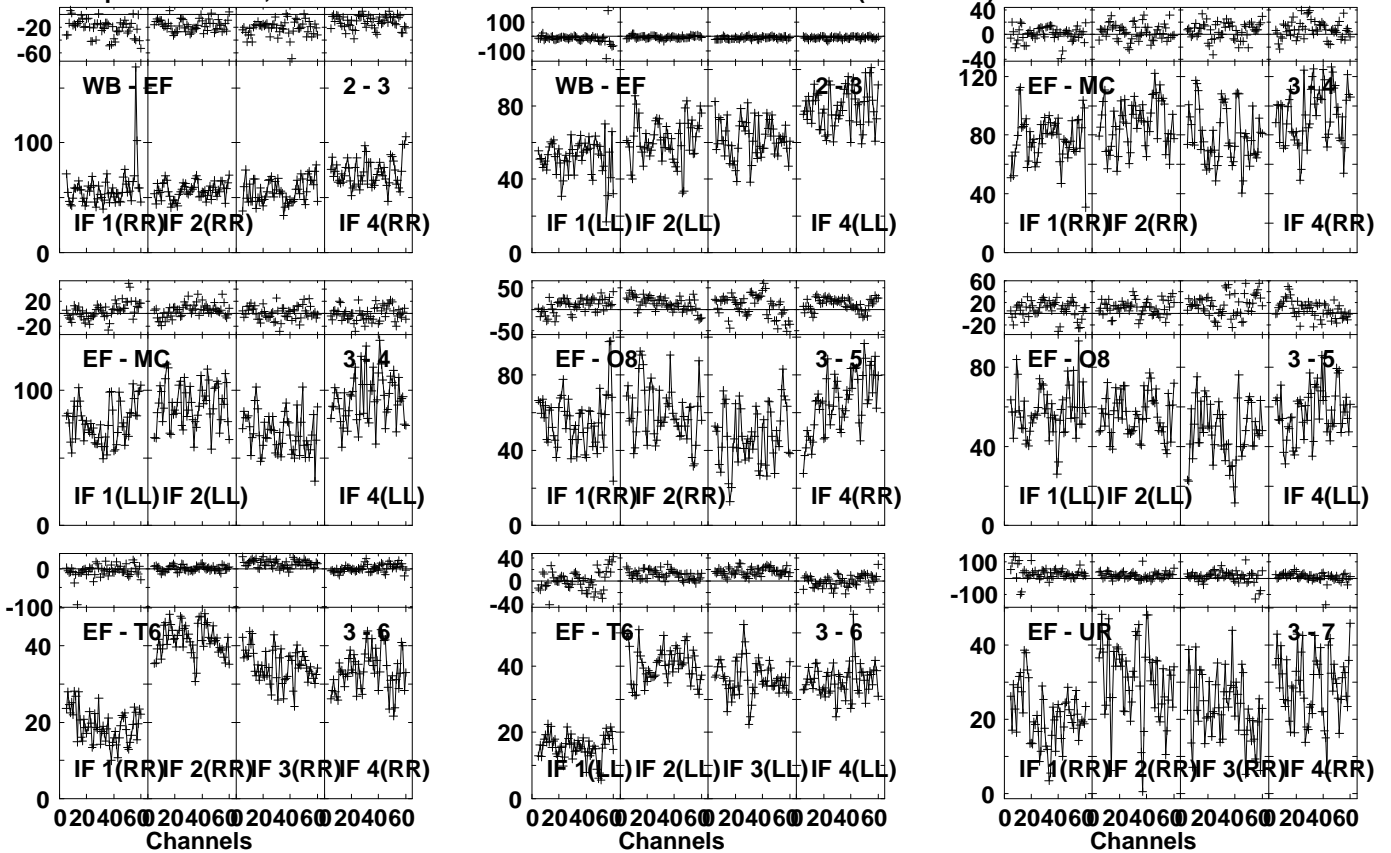 -20 100 40
-60 -100 0
-40
WB - EF 2 - 3 WB - EF 2 - 3 EF - MC 3 - 4
120
80
100 80
40 40
IF 1(RR) IF 2(RR) IF 4(RR) IF 1(LL) IF 2(LL) IF 4(LL) IF 1(RR) IF 2(RR) IF 4(RR)
0 0 0
20 50 60
-20 -50 20
-20
EF - MC 3 - 4 EF - O8 3 - 5 EF - O8 3 - 5
100 80 80
40 40
IF 1(LL) IF 2(LL) IF 4(LL) IF 1(RR) IF 2(RR) IF 4(RR) IF 1(LL) IF 2(LL) IF 4(LL)
0 0 0
0 40 100
-100 0 -100
-40
EF - T6 3 - 6 EF - T6 3 - 6 EF - UR 3 - 7
40 40 40
20 20 20
IF 1(RR) IF 2(RR) IF 3(RR) IF 4(RR) IF 1(LL) IF 2(LL) IF 3(LL) IF 4(LL) IF 1(RR) IF 2(RR) IF 3(RR) IF 4(RR)
0 0 0
0 20 40 60 0 20 40 60 0 20 40 60 0 20 40 60 0 20 40 60 0 20 40 60 0 20 40 60 0 20 40 60 0 20 40 60 0 20 40 60 0 20 40 60 0 20 40 60
Channels Channels Channels